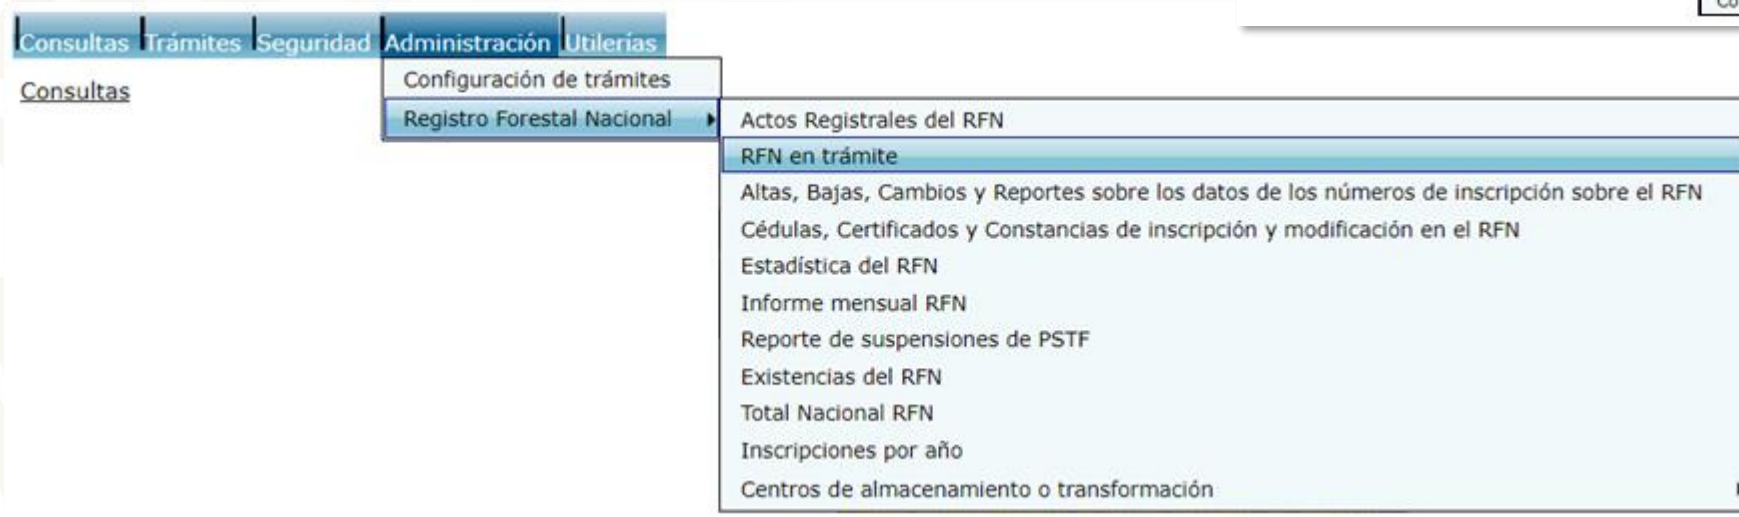 Consultas Trámites Seguridad Administración Utilerías
Consultas
Configuración de trámites
Registro Forestal Nacional
Actos Registrales del RFN
RFN en trámite
Altas, Bajas, Cambios y Reportes sobre los datos de los números de inscripción sobre el RFN
Cédulas, Certificados y Constancias de inscripción y modificación en el RFN
Estadística del RFN
Informe mensual RFN
Reporte de suspensiones de PSTF
Existencias del RFN
Total Nacional RFN
Inscripciones por año
Centros de almacenamiento o transformación